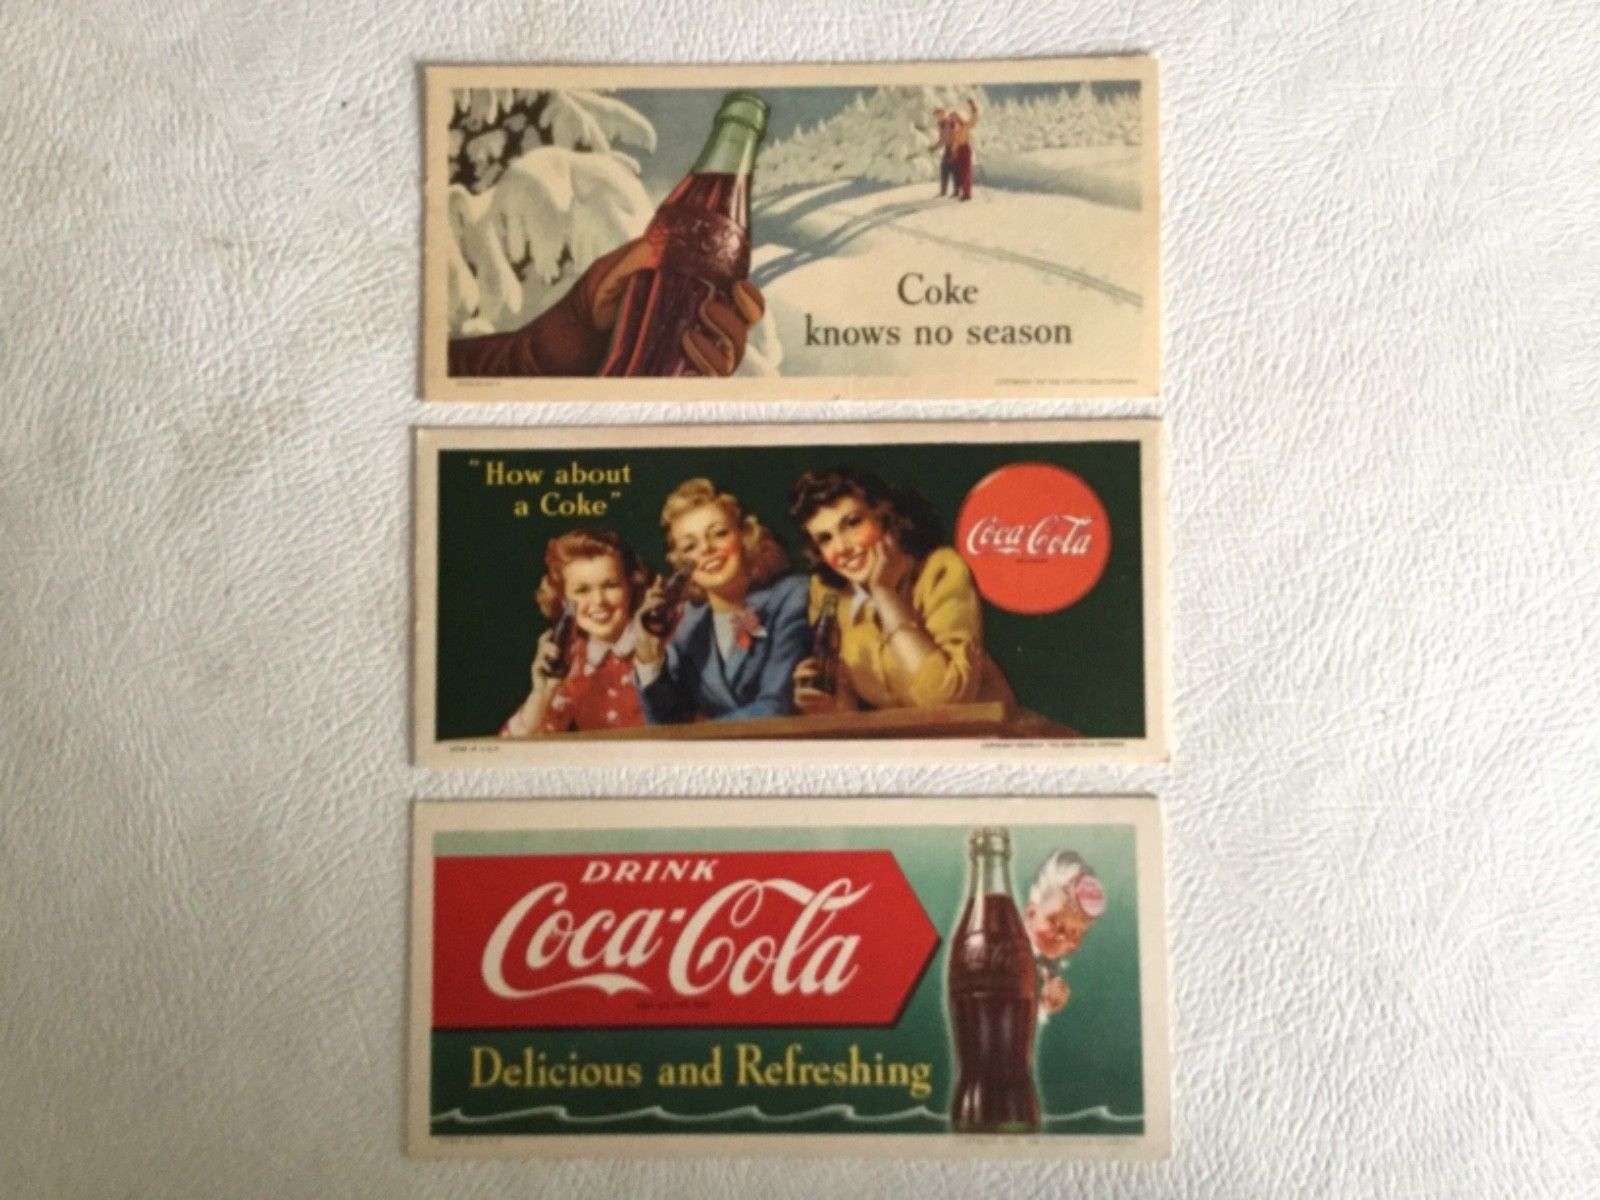 Coke
knows no season
"How about
a Coke"
Coca-Cola
DRINK
Coca-Cola
Delicious and Refreshing